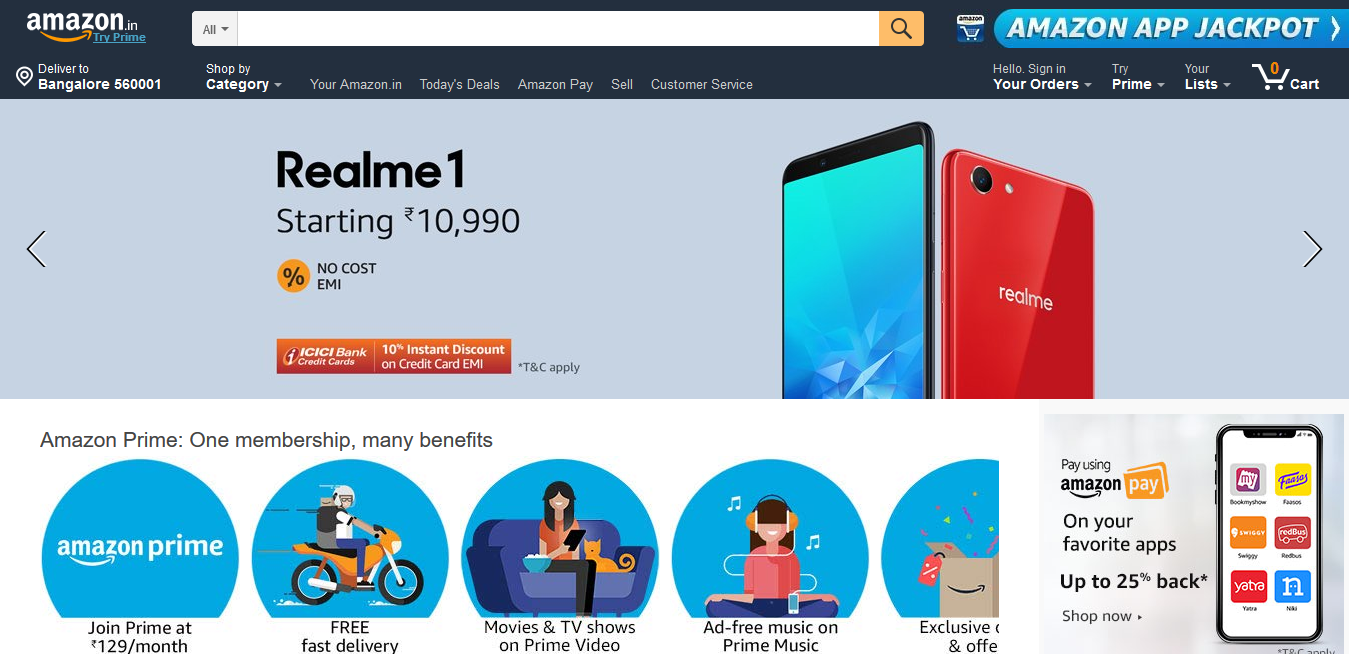 amazon.in
Try Prime
All
amazon
AMAZON APP JACKPOT
Deliver to
Bangalore 560001
Shop by
Category
Your Amazon.in
Today's Deals
Amazon Pay
Sell
Customer Service
Hello. Sign in
Your Orders
Try
Prime
Your
Lists
0
Cart
Realme 1
Starting ₹10,990
%
NO COST
EMI
ICICI Bank
Credit Cards
10% Instant Discount
on Credit Card EMI
*T&C apply
realme
Amazon Prime: One membership, many benefits
amazon prime
Join Prime at
₹129/month
FREE
fast delivery
Movies & TV shows
on Prime Video
Ad-free music on
Prime Music
%
Exclusive
& offe
Pay using
amazon pay
On your
favorite apps
Up to 25% back*
Shop now
my
Bookmyshow
Faasos
Faasos
SWIGGY
Swiggy
redBus
Redbus
yatra
Yatra
n
Niki
*T&C apply